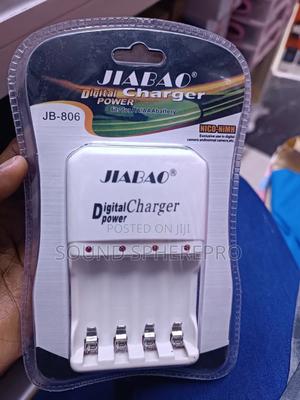 JIABAO®
Digital Charger
POWER
JB-806
NICD-NiMH
JIABAO®
Digital Charger
power
POSTED ON JIJI
SOUND SPHEREPRO